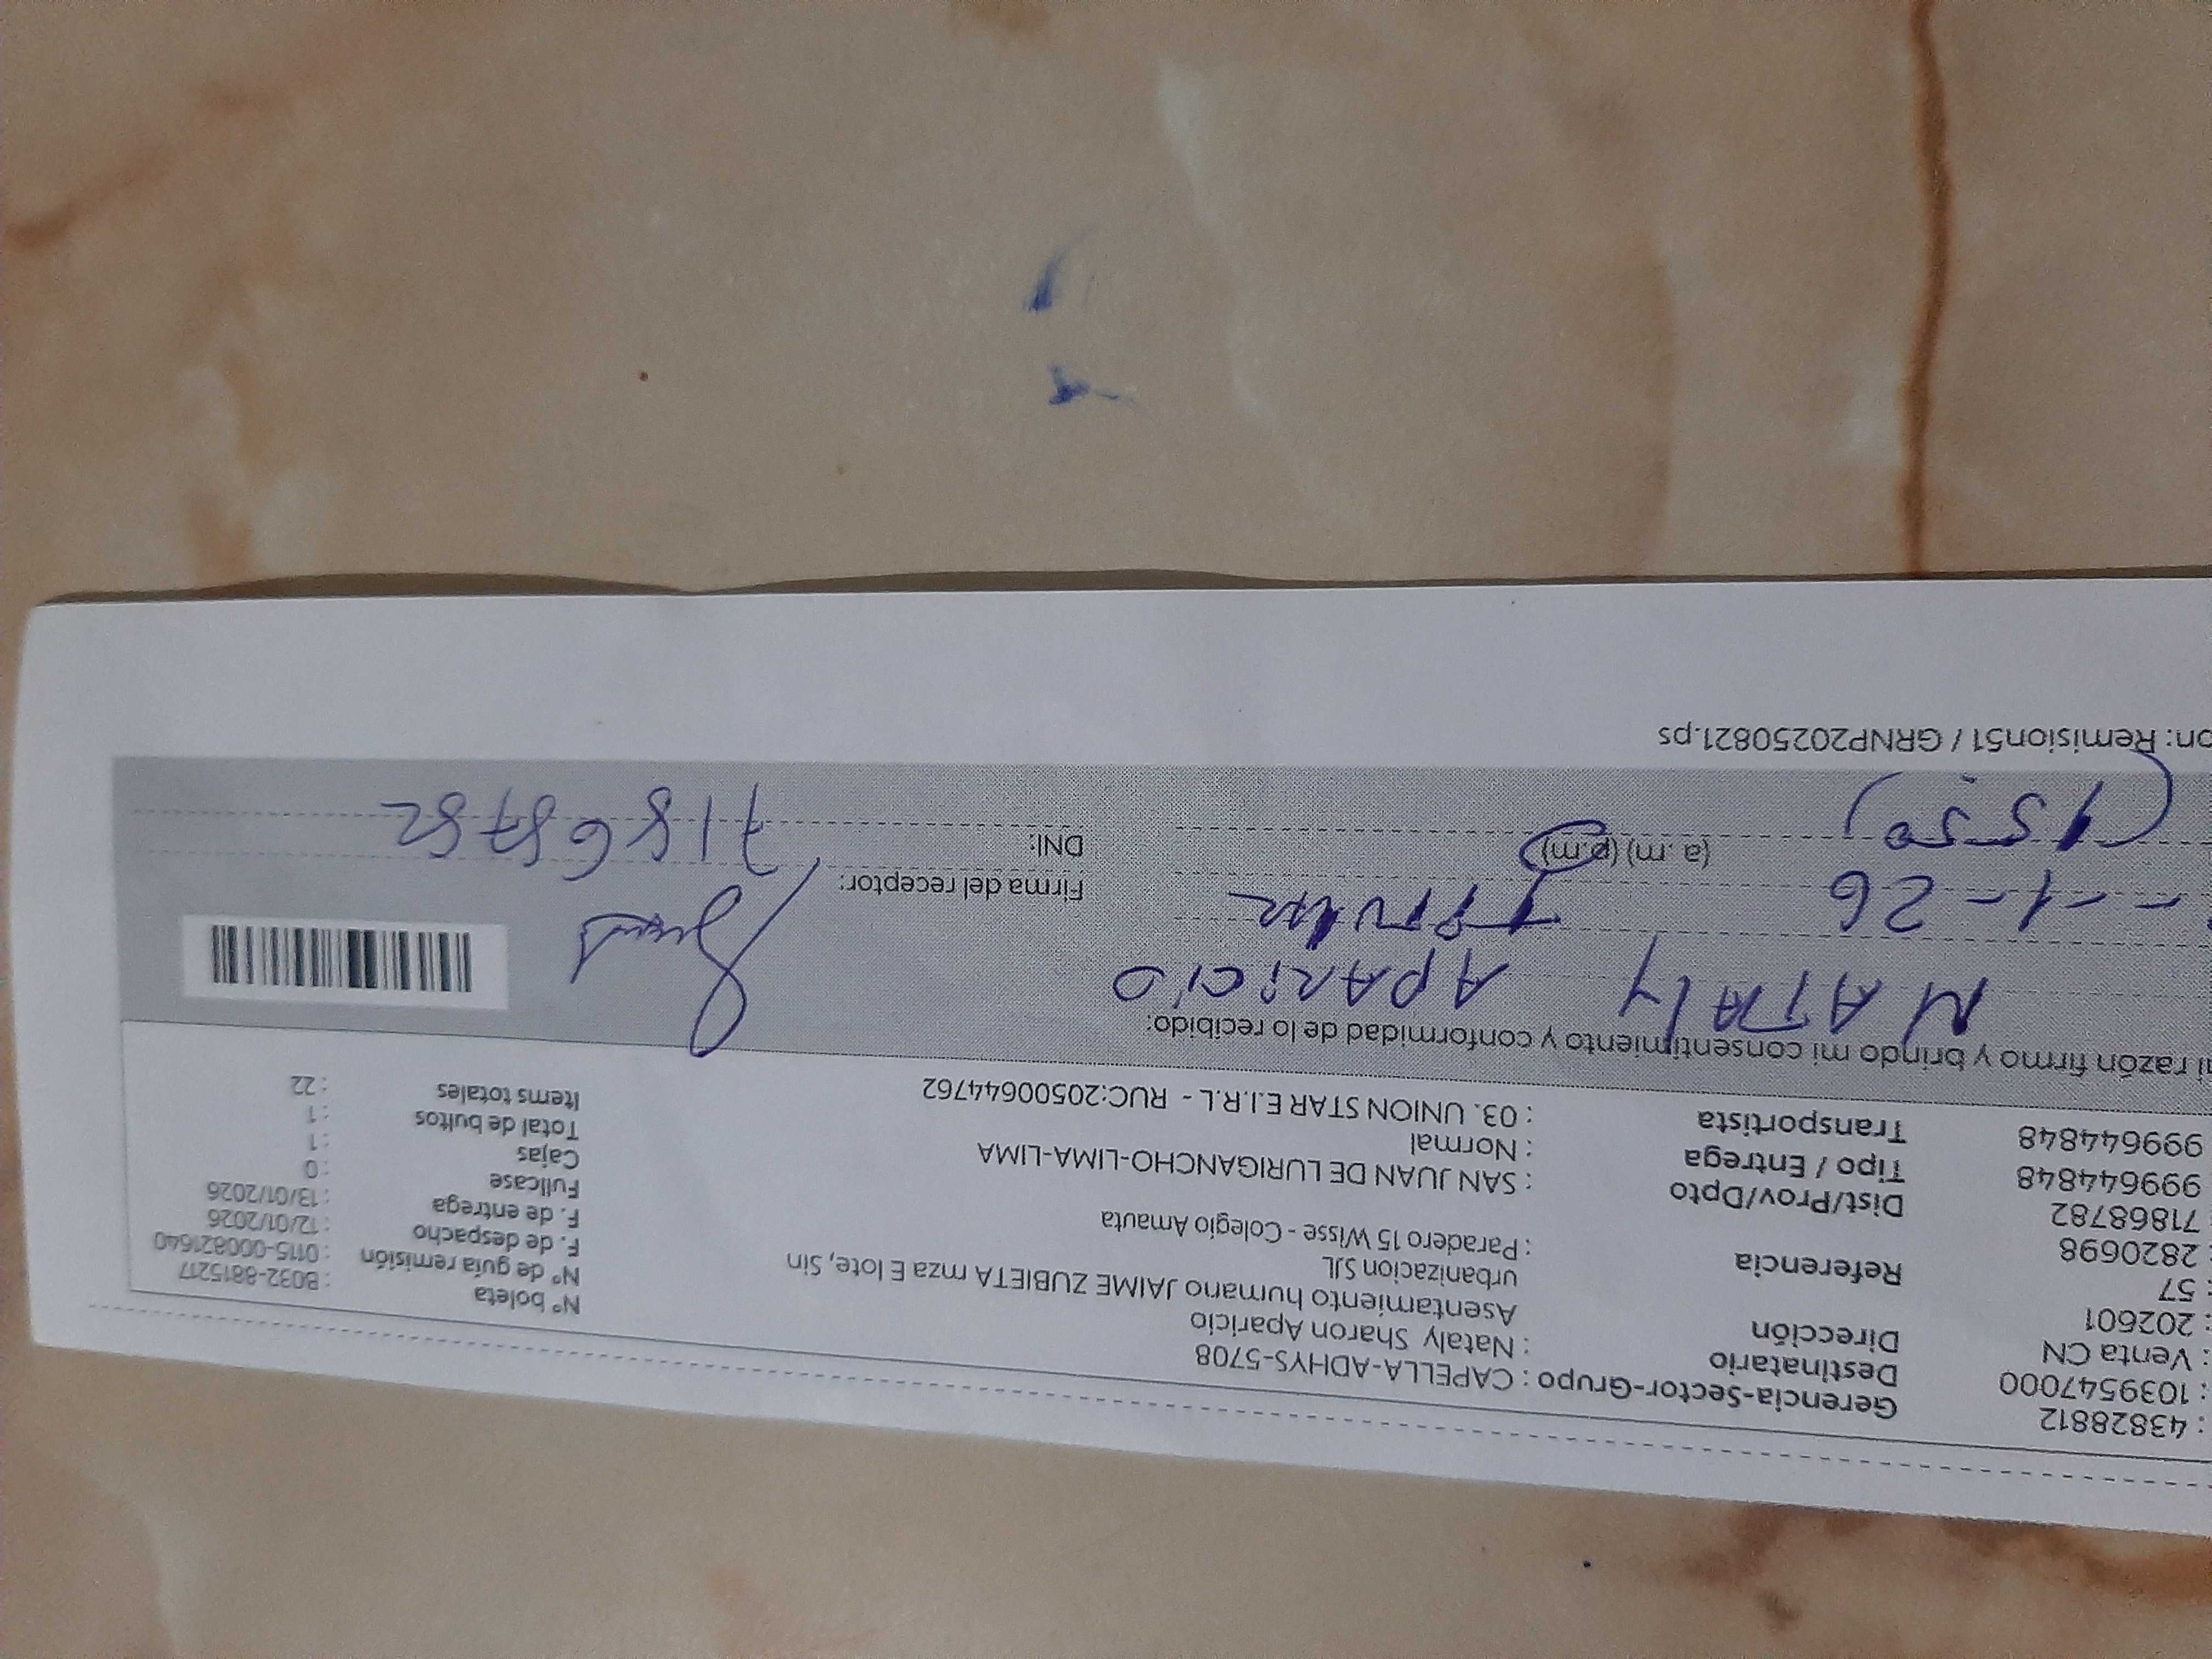 : 43828812 Gerencia-Sector-Grupo : CAPELLA-ADHYS-5708
: 1039547000 Destinatario : Nataly Sharon Aparicio
: Venta CN Dirección Asentamiento humano JAIME ZUBIETA mza E lote, Sin
: 202601 urbanizacion SJL
: 57 Referencia : Paradero 15 Wisse - Colegio Amauta
: 2820698
: 71868782 Dist/Prov/Dpto : SAN JUAN DE LURIGANCHO-LIMA-LIMA
999644848 Tipo / Entrega : Normal
999644848 Transportista : 03. UNION STAR E.I.R.L - RUC:20500644762
N° boleta : B032-8815217
N° de guía remisión : 0115-000821640
F. de despacho : 12/01/2026
F. de entrega : 13/01/2026
Fullcase : 0
Cajas : 1
Total de bultos : 1
Items totales : 22
razón firmo y brindo mi consentimiento y conformidad de lo recibido:
NATALY APARICIO
-1-26
Firma del receptor:
(15:50) (a.m) (p.m)
DNI: 71868782
on: Remision51 / GRNP20250821.ps